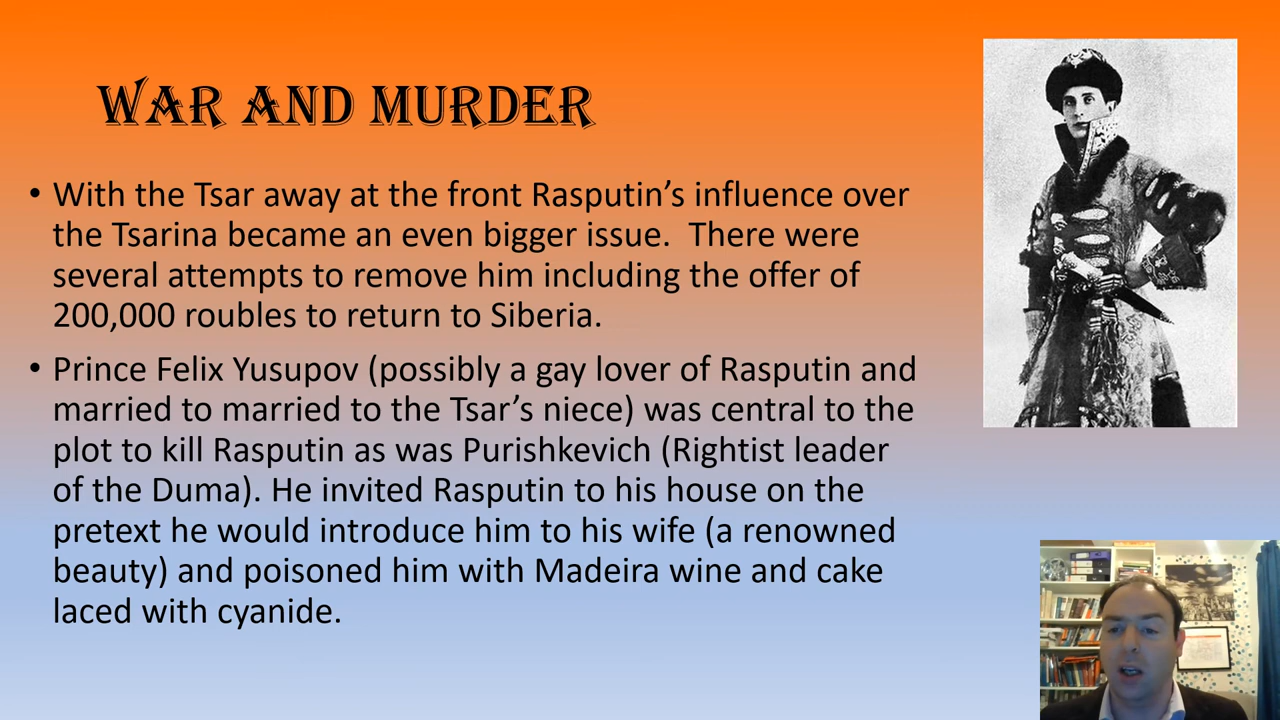 WAR AND MURDER
• With the Tsar away at the front Rasputin’s influence over
the Tsarina became an even bigger issue.  There were
several attempts to remove him including the offer of
200,000 roubles to return to Siberia.
• Prince Felix Yusupov (possibly a gay lover of Rasputin and
married to married to the Tsar’s niece) was central to the
plot to kill Rasputin as was Purishkevich (Rightist leader
of the Duma). He invited Rasputin to his house on the
pretext he would introduce him to his wife (a renowned
beauty) and poisoned him with Madeira wine and cake
laced with cyanide.